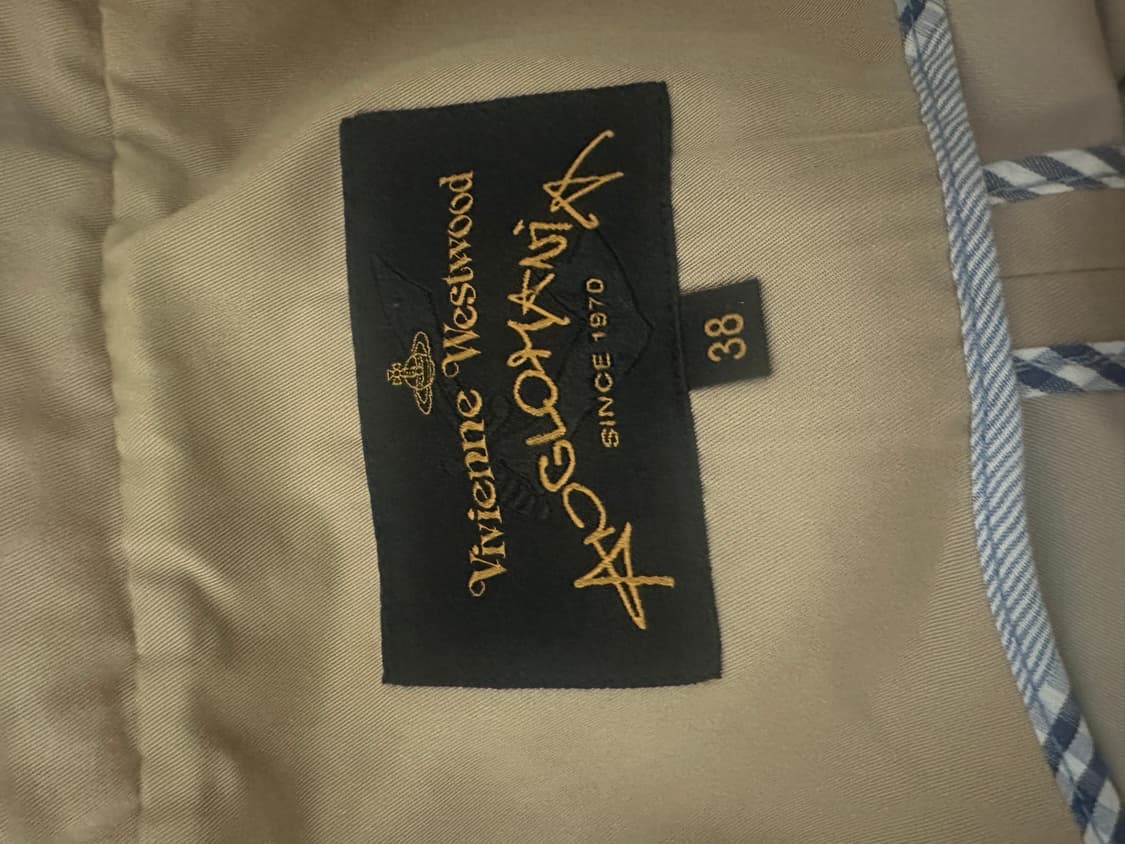 Vivienne Westwood
ANGLOMANIA
SINCE 1970
38